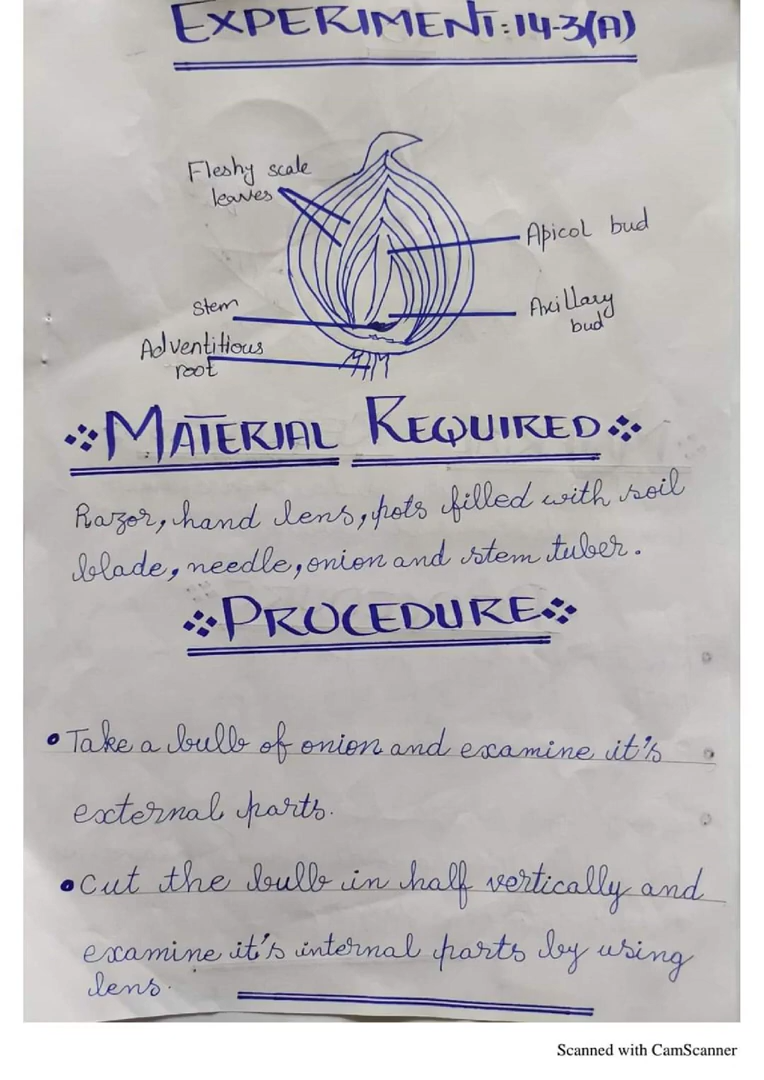 EXPERIMENT:14-3(A)
Fleshy scale
leaves
Apicol bud
Stem
Axillary
bud
Adventitious
root
MATERIAL REQUIRED
Razor, hand lens, pots filled with soil
blade, needle, onion and stem tuber.
PROCEDURE
• Take a bulb of onion and examine it's
external parts.
• Cut the bulb in half vertically and
examine it's internal parts by using
lens.
Scanned with CamScanner